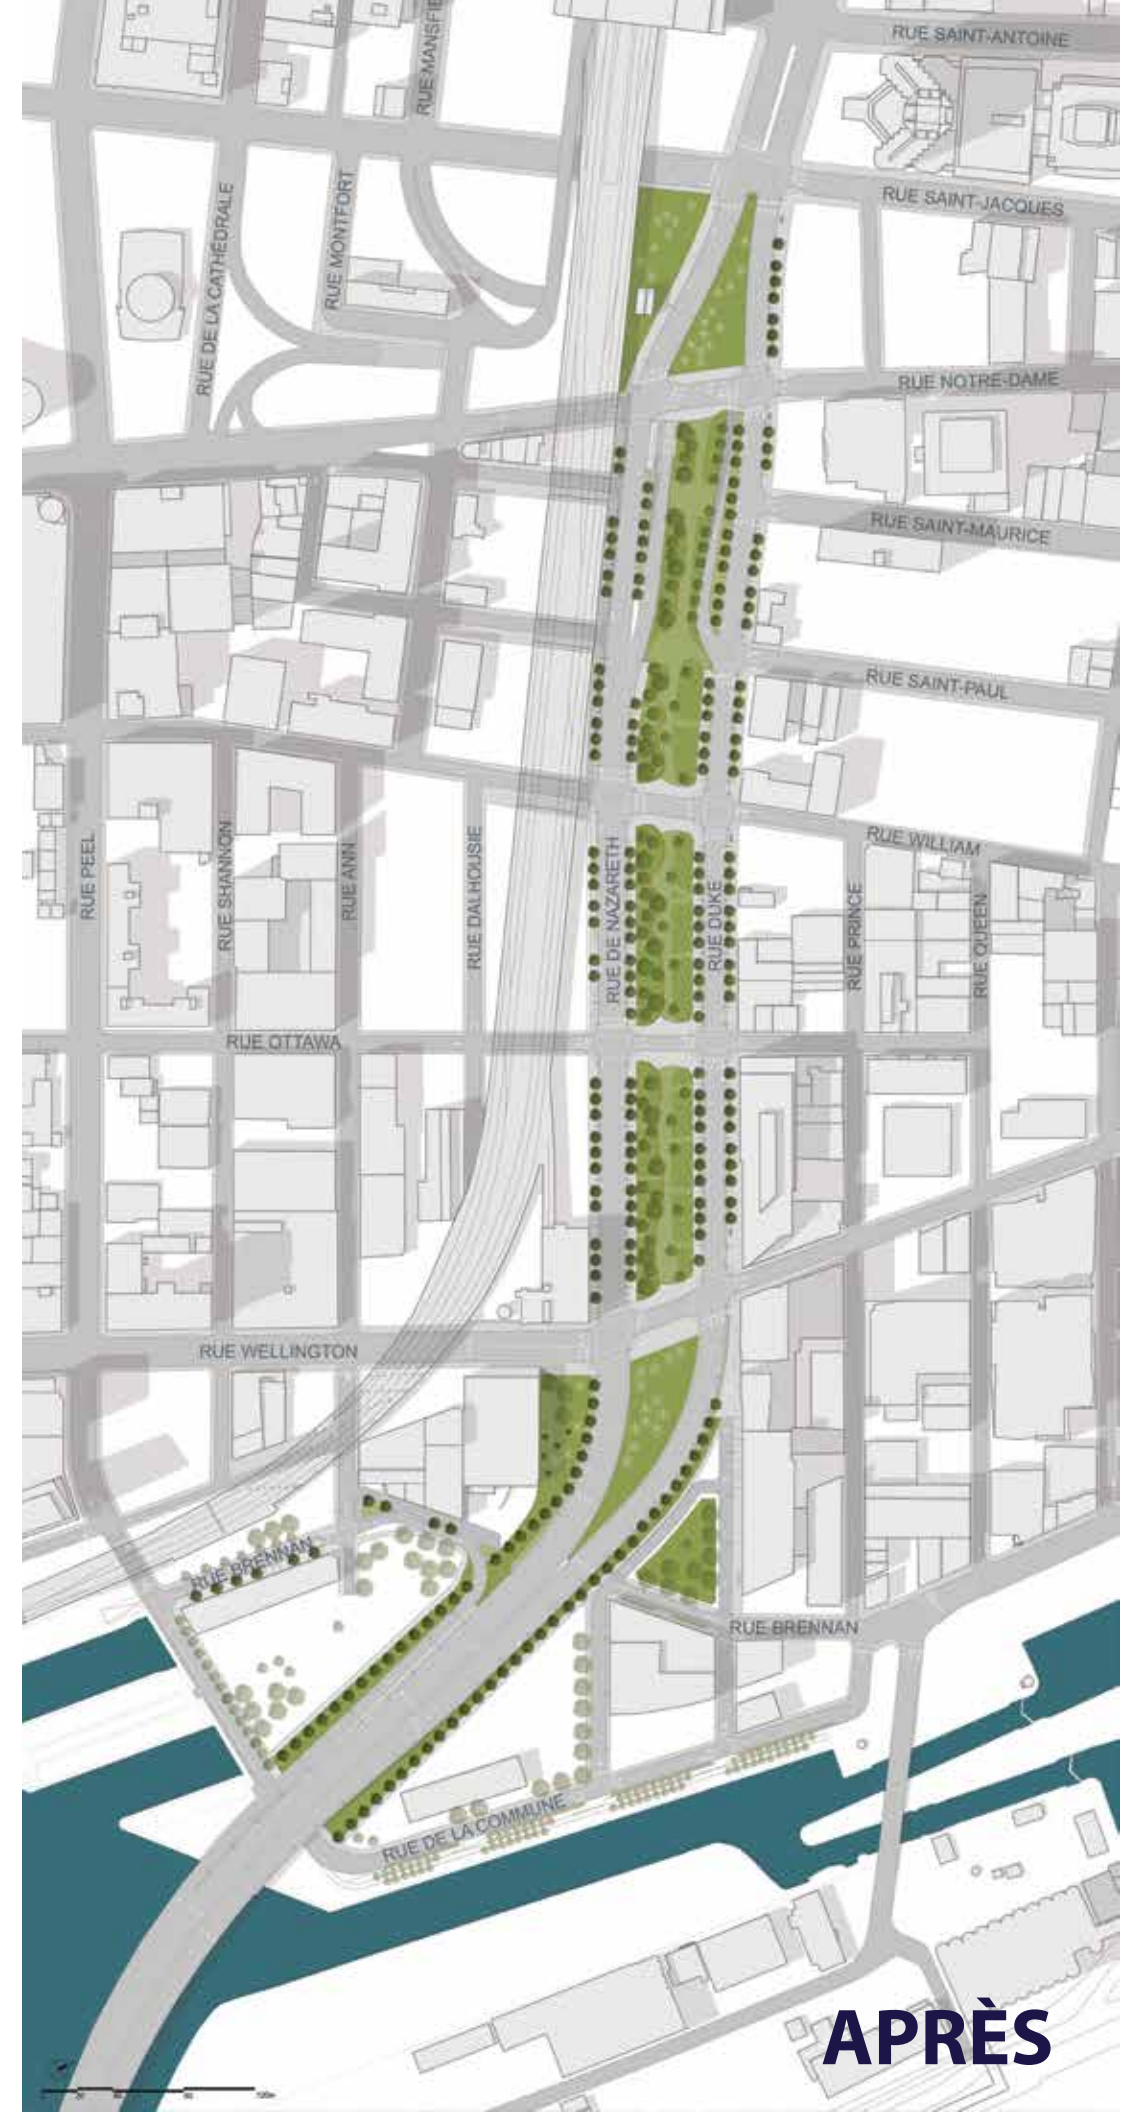 RUE SAINT-ANTOINE
RUE SAINT-JACQUES
RUE DE LA CATHÉDRALE
RUE MONTFORT
RUE NOTRE-DAME
RUE SAINT-MAURICE
RUE SAINT-PAUL
RUE WILLIAM
RUE PEEL
RUE SHANNON
RUE ANN
RUE DALHOUSIE
RUE DE NAZARETH
RUE DUKE
RUE PRINCE
RUE QUEEN
RUE OTTAWA
RUE WELLINGTON
RUE BRENNAN
RUE BRENNAN
RUE DE LA COMMUNE
APRÈS